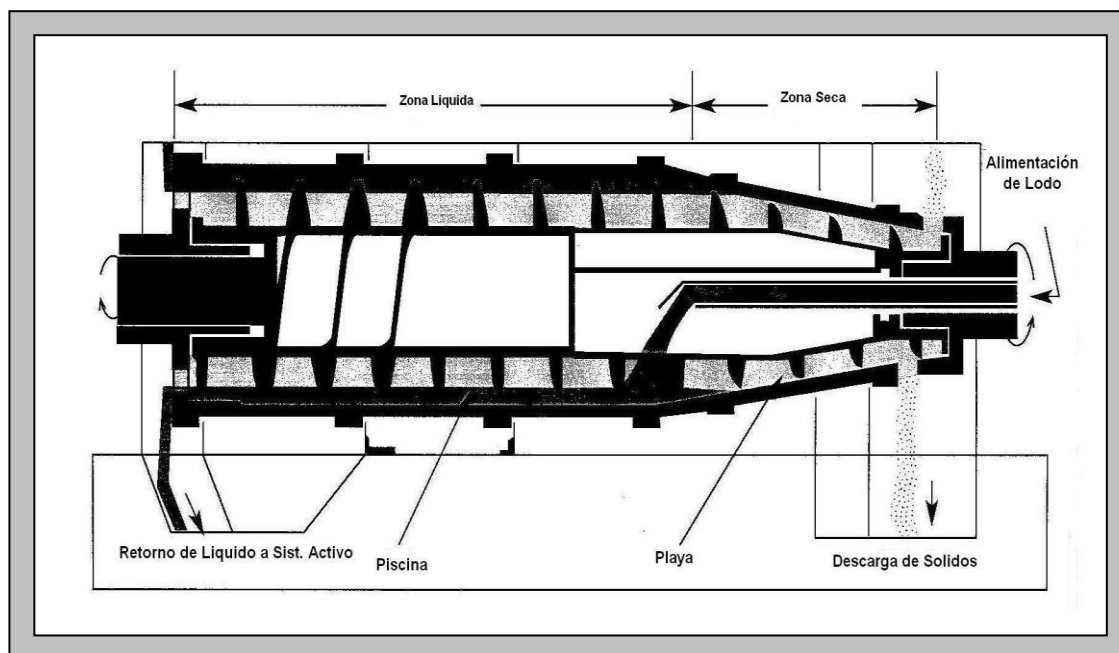 Zona Liquida
Zona Seca
Alimentación
de Lodo
Retorno de Liquido a Sist. Activo
Piscina
Playa
Descarga de Solidos